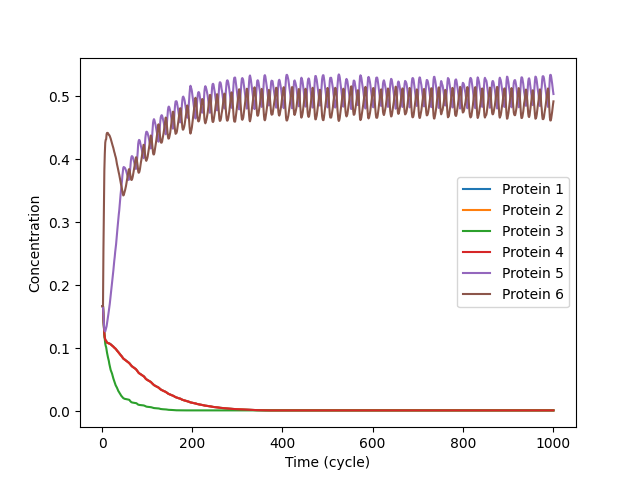 0.5
0.4
0.3
0.2
0.1
0.0
Concentration
Protein 1
Protein 2
Protein 3
Protein 4
Protein 5
Protein 6
0 200 400 600 800 1000
Time (cycle)